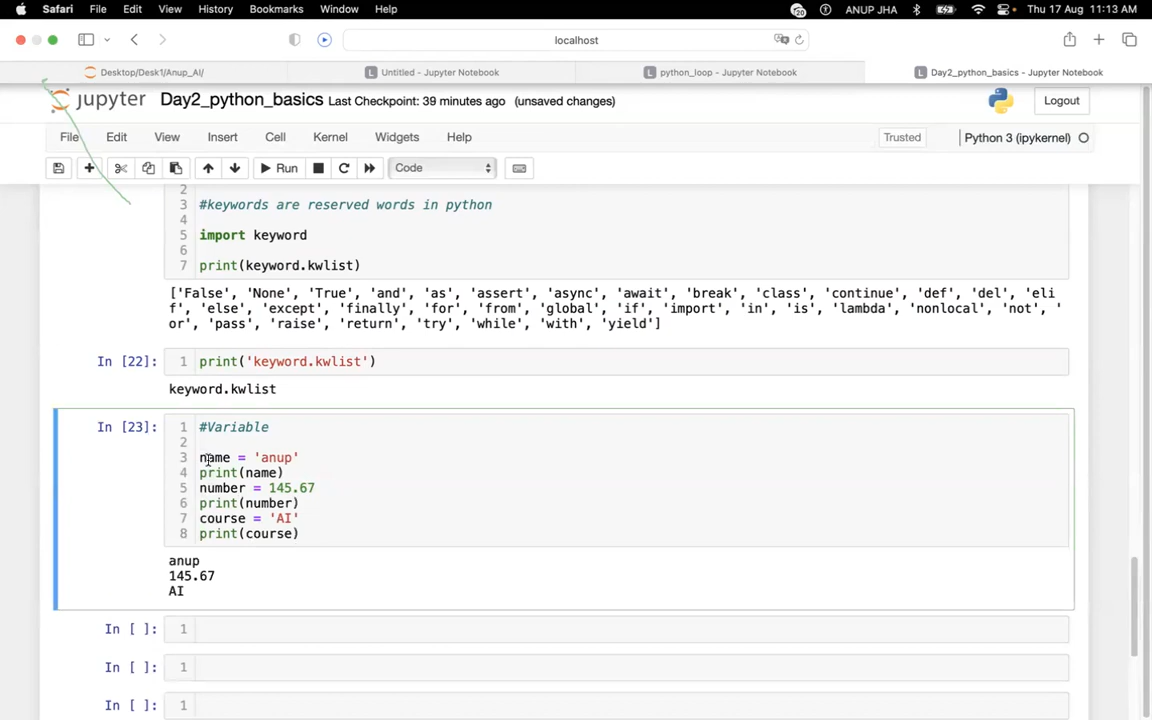 Safari File Edit View History Bookmarks Window Help 20 ANUP JHA Thu 17 Aug 11:13 AM
localhost
Desktop/Desk1/Anup_AI/ Untitled - Jupyter Notebook python_loop - Jupyter Notebook Day2_python_basics - Jupyter Notebook
jupyter Day2_python_basics Last Checkpoint: 39 minutes ago (unsaved changes) Logout
File Edit View Insert Cell Kernel Widgets Help Trusted Python 3 (ipykernel)
Run Code
2
3 #keywords are reserved words in python
4
5 import keyword
6
7 print(keyword.kwlist)
['False', 'None', 'True', 'and', 'as', 'assert', 'async', 'await', 'break', 'class', 'continue', 'def', 'del', 'eli
f', 'else', 'except', 'finally', 'for', 'from', 'global', 'if', 'import', 'in', 'is', 'lambda', 'nonlocal', 'not', '
or', 'pass', 'raise', 'return', 'try', 'while', 'with', 'yield']
In [22]: 1 print('keyword.kwlist')
keyword.kwlist
In [23]: 1 #Variable
2
3 name = 'anup'
4 print(name)
5 number = 145.67
6 print(number)
7 course = 'AI'
8 print(course)
anup
145.67
AI
In [ ]: 1
In [ ]: 1
In [ ]: 1